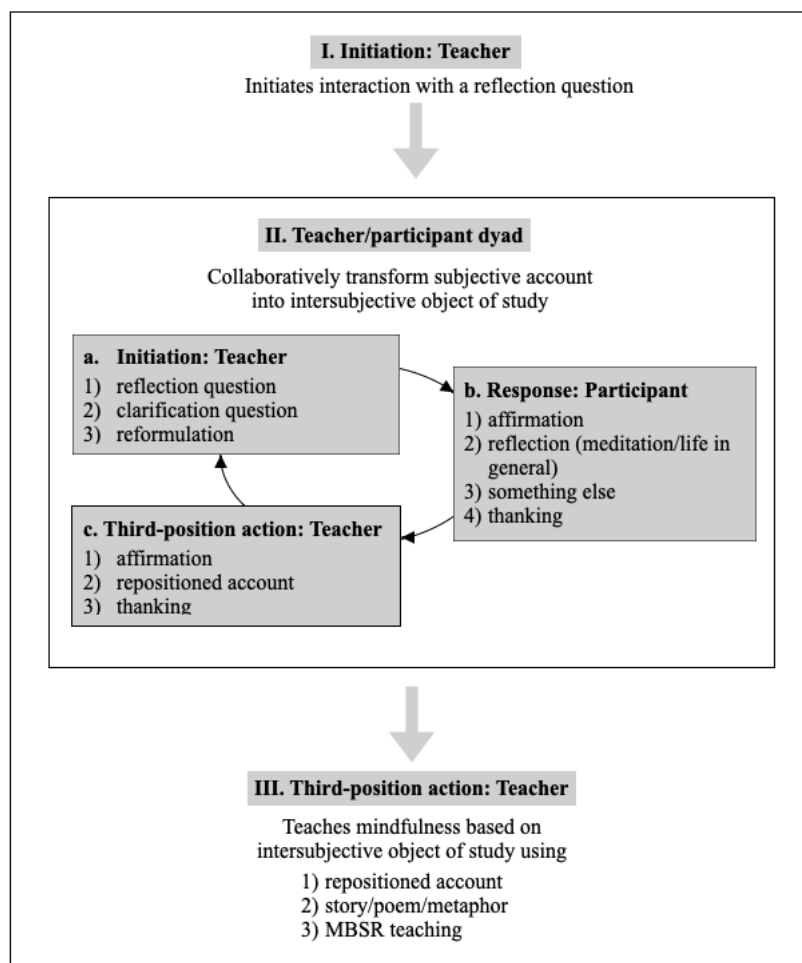 I. Initiation: Teacher
Initiates interaction with a reflection question
II. Teacher/participant dyad
Collaboratively transform subjective account
into intersubjective object of study
a. Initiation: Teacher
1) reflection question
2) clarification question
3) reformulation
b. Response: Participant
1) affirmation
2) reflection (meditation/life in
general)
3) something else
4) thanking
c. Third-position action: Teacher
1) affirmation
2) repositioned account
3) thanking
III. Third-position action: Teacher
Teaches mindfulness based on
intersubjective object of study using
1) repositioned account
2) story/poem/metaphor
3) MBSR teaching